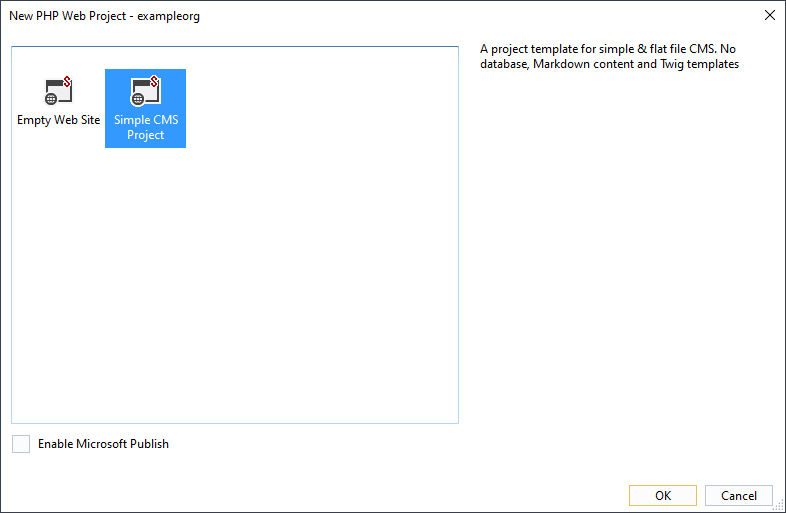 New PHP Web Project - exampleorg
A project template for simple & flat file CMS. No
database, Markdown content and Twig templates
Empty Web Site
Simple CMS
Project
Enable Microsoft Publish
OK
Cancel